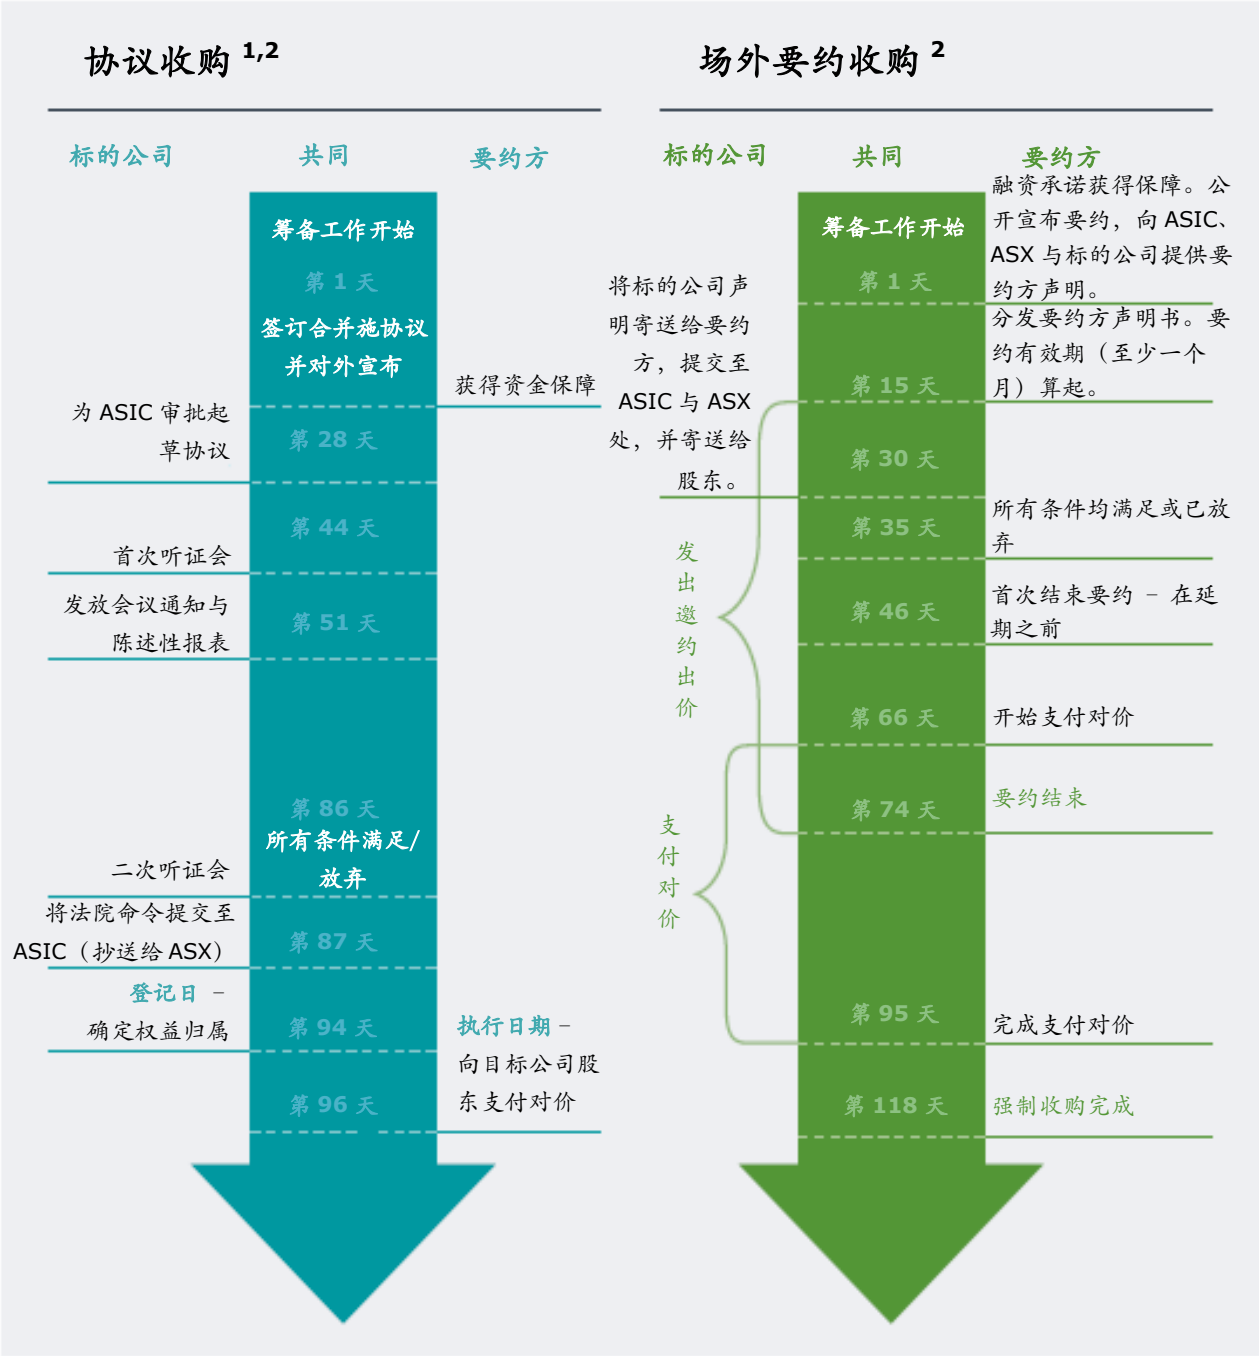 协议收购 1,2
标的公司
共同
要约方
筹备工作开始
第 1 天
签订合并施协议
并对外宣布
获得资金保障
为 ASIC 审批起
草协议
第 28 天
第 44 天
首次听证会
发放会议通知与
陈述性报表
第 51 天
第 86 天
所有条件满足/
放弃
二次听证会
将法院命令提交至
ASIC（抄送给 ASX）
第 87 天
登记日 –
确定权益归属
第 94 天
执行日期 –
向目标公司股
东支付对价
第 96 天
场外要约收购 2
标的公司
共同
要约方
筹备工作开始
第 1 天
融资承诺获得保障。公
开宣布要约，向 ASIC、
ASX 与标的公司提供要
约方声明。
将标的公司声
明寄送给要约
方，提交至
ASIC 与 ASX
处，并寄送给
股东。
第 15 天
分发要约方声明书。要
约有效期（至少一个
月）算起。
第 30 天
第 35 天
所有条件均满足或已放
弃
发
出
邀
约
出
价
第 46 天
首次结束要约 – 在延
期之前
第 66 天
开始支付对价
第 74 天
要约结束
支
付
对
价
第 95 天
完成支付对价
第 118 天
强制收购完成